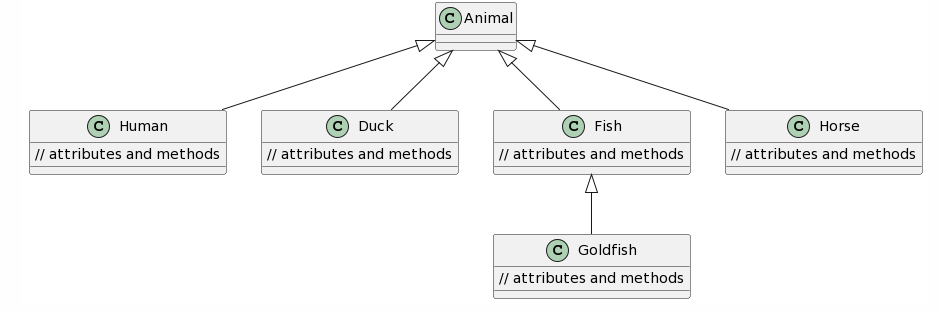 C Animal
C Human
// attributes and methods
C Duck
// attributes and methods
C Fish
// attributes and methods
C Horse
// attributes and methods
C Goldfish
// attributes and methods